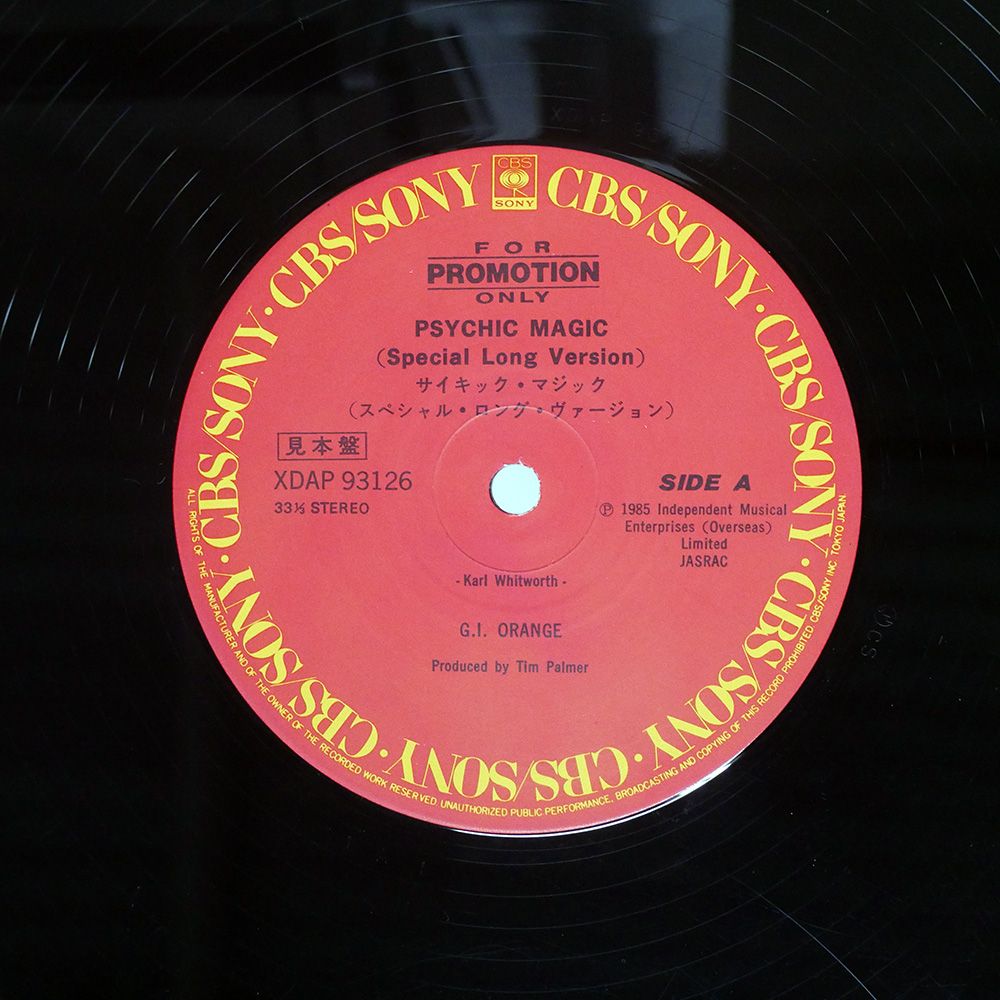 CBS/SONY · CBS/SONY · CBS/SONY · CBS/SONY · CBS/SONY · CBS/SONY · CBS/SONY · CBS/SONY · CBS/SONY
CBS
SONY
FOR
PROMOTION
ONLY
PSYCHIC MAGIC
(Special Long Version)
サイキック・マジック
(スペシャル・ロング・ヴァージョン)
見本盤
XDAP 93126
33⅓ STEREO
SIDE A
Ⓟ 1985 Independent Musical
Enterprises (Overseas)
Limited
JASRAC
- Karl Whitworth -
G.I. ORANGE
Produced by Tim Palmer
ALL RIGHTS OF THE MANUFACTURER AND OF THE OWNER OF THE RECORDED WORK RESERVED. UNAUTHORIZED PUBLIC PERFORMANCE, BROADCASTING AND COPYING OF THIS RECORD PROHIBITED CBS/SONY INC. TOKYO JAPAN.